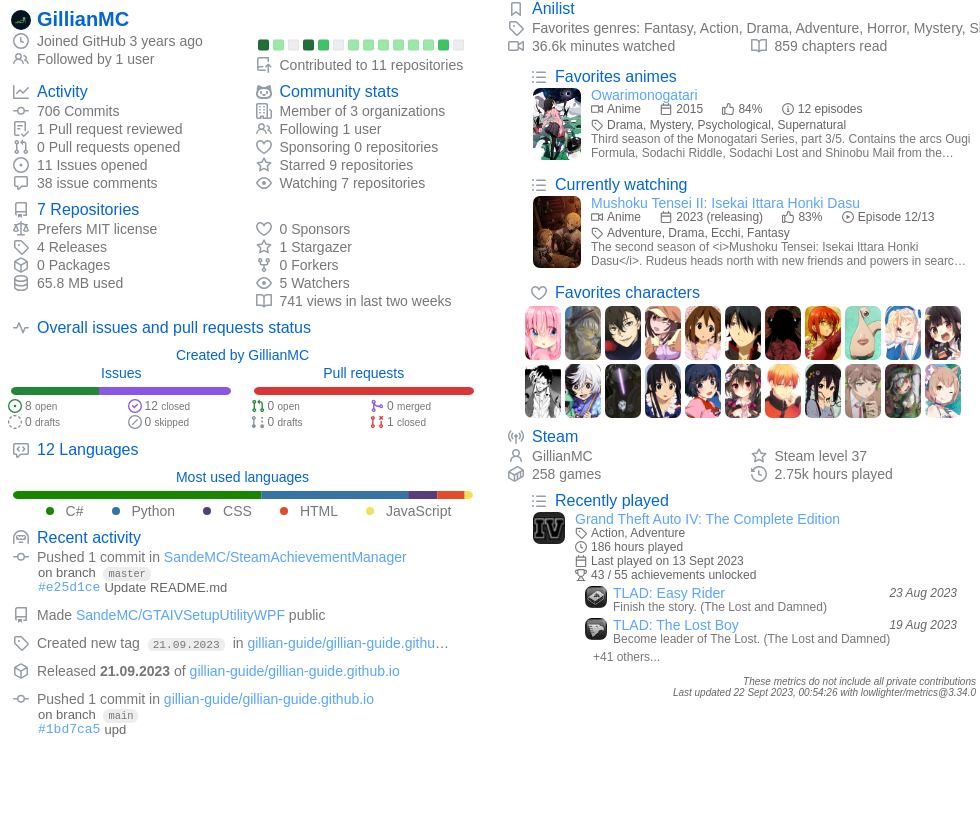 GillianMC
Joined GitHub 3 years ago
Followed by 1 user
Contributed to 11 repositories
Activity
706 Commits
1 Pull request reviewed
0 Pull requests opened
11 Issues opened
38 issue comments
Community stats
Member of 3 organizations
Following 1 user
Sponsoring 0 repositories
Starred 9 repositories
Watching 7 repositories
7 Repositories
Prefers MIT license
4 Releases
0 Packages
65.8 MB used
0 Sponsors
1 Stargazer
0 Forkers
5 Watchers
741 views in last two weeks
Overall issues and pull requests status
Created by GillianMC
Issues
8 open
12 closed
0 drafts
0 skipped
Pull requests
0 open
0 merged
0 drafts
1 closed
12 Languages
Most used languages
C# Python CSS HTML JavaScript
Recent activity
Pushed 1 commit in SandeMC/SteamAchievementManager
on branch master
#e25d1ce Update README.md
Made SandeMC/GTAIVSetupUtilityWPF public
Created new tag 21.09.2023 in gillian-guide/gillian-guide.githu…
Released 21.09.2023 of gillian-guide/gillian-guide.github.io
Pushed 1 commit in gillian-guide/gillian-guide.github.io
on branch main
#1bd7ca5 upd
Anilist
Favorites genres: Fantasy, Action, Drama, Adventure, Horror, Mystery, Sl
36.6k minutes watched
859 chapters read
Favorites animes
Owarimonogatari
Anime 2015 84% 12 episodes
Drama, Mystery, Psychological, Supernatural
Third season of the Monogatari Series, part 3/5. Contains the arcs Ougi
Formula, Sodachi Riddle, Sodachi Lost and Shinobu Mail from the…
Currently watching
Mushoku Tensei II: Isekai Ittara Honki Dasu
Anime 2023 (releasing) 83% Episode 12/13
Adventure, Drama, Ecchi, Fantasy
The second season of <i>Mushoku Tensei: Isekai Ittara Honki
Dasu</i>. Rudeus heads north with new friends and powers in searc…
Favorites characters
Steam
GillianMC
Steam level 37
258 games
2.75k hours played
Recently played
Grand Theft Auto IV: The Complete Edition
Action, Adventure
186 hours played
Last played on 13 Sept 2023
43 / 55 achievements unlocked
TLAD: Easy Rider 23 Aug 2023
Finish the story. (The Lost and Damned)
TLAD: The Lost Boy 19 Aug 2023
Become leader of The Lost. (The Lost and Damned)
+41 others...
These metrics do not include all private contributions
Last updated 22 Sept 2023, 00:54:26 with lowlighter/metrics@3.34.0
IV